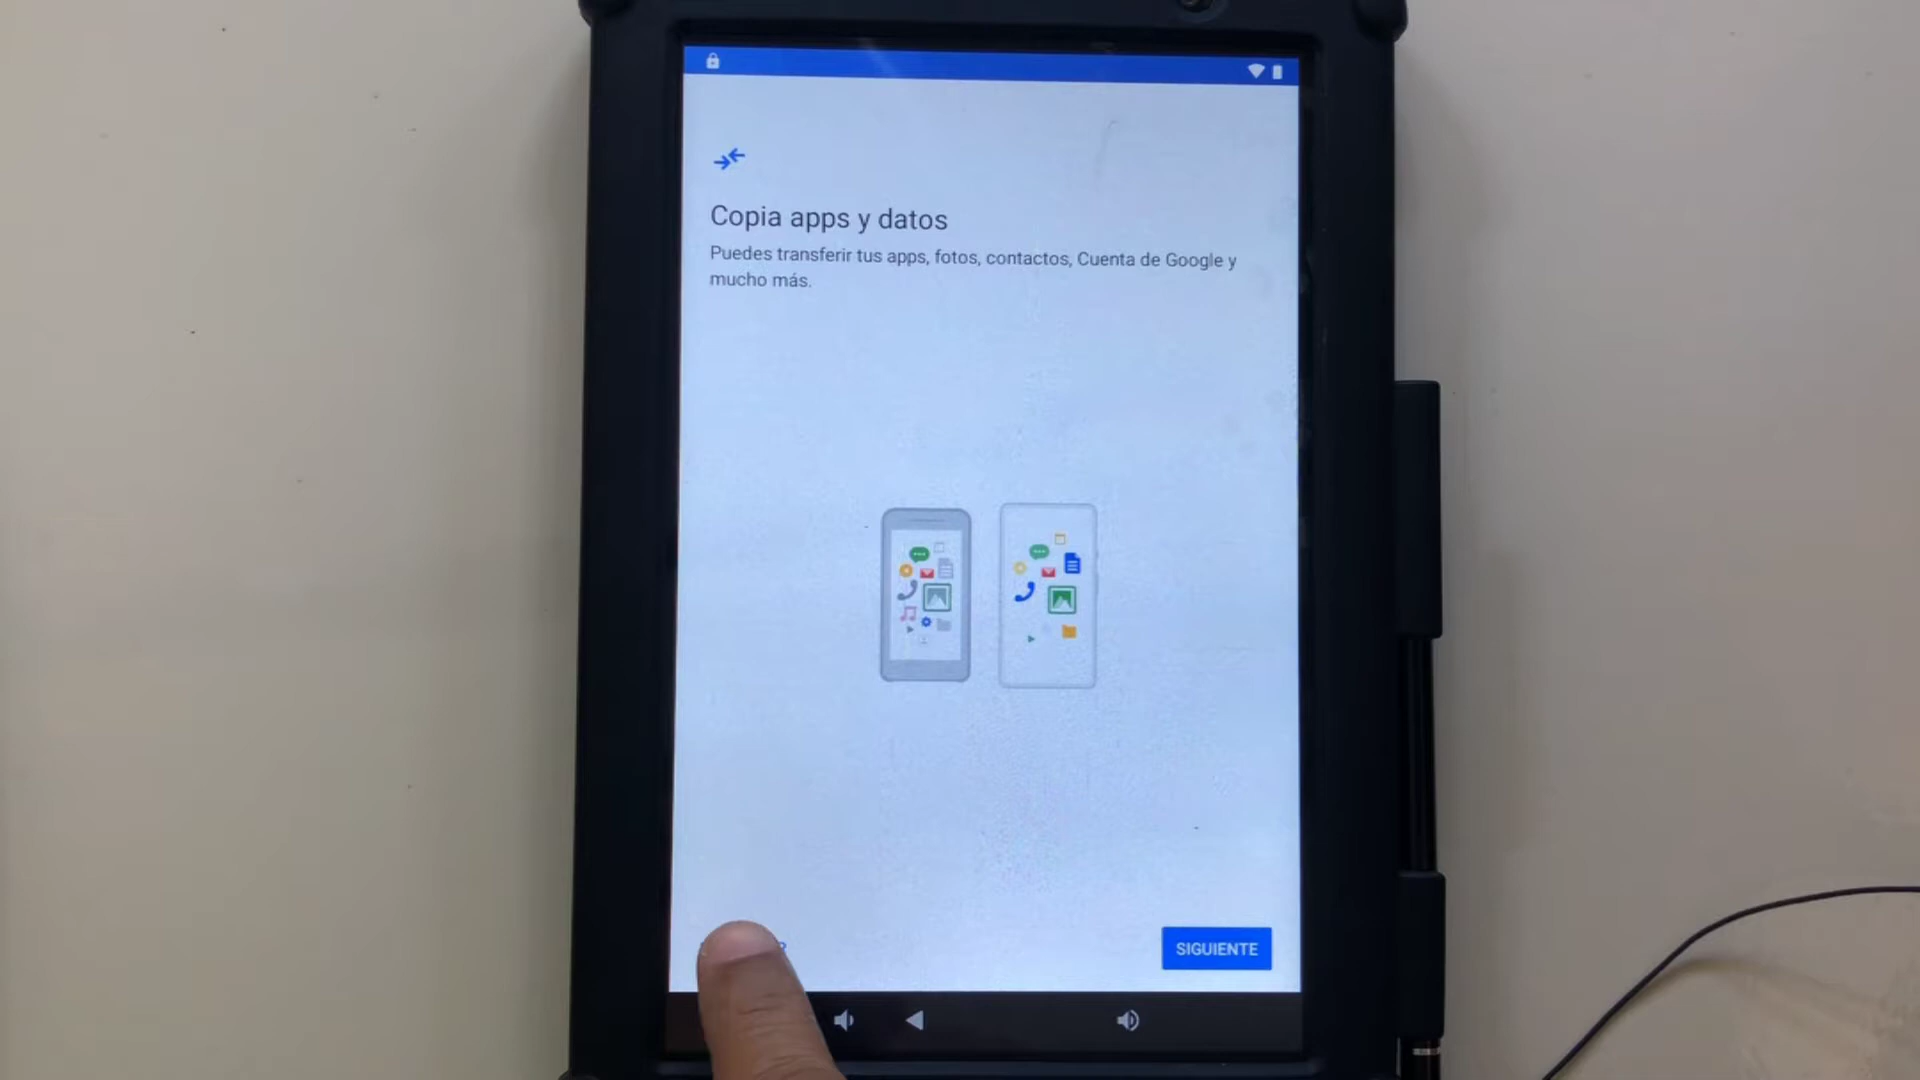 Copia apps y datos
Puedes transferir tus apps, fotos, contactos, Cuenta de Google y
mucho más.
SIGUIENTE